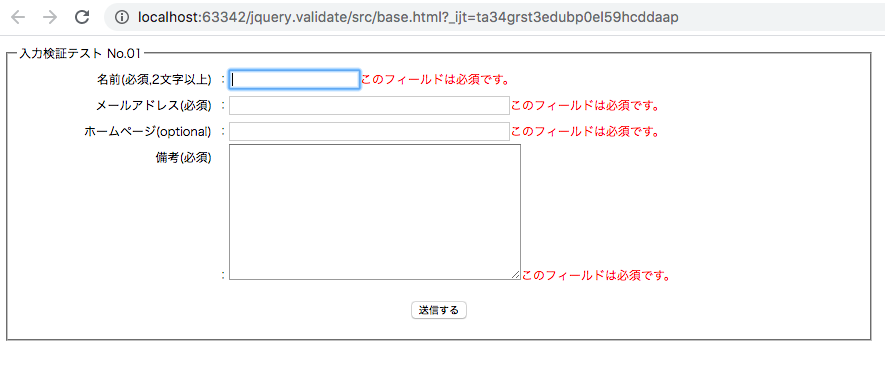 localhost:63342/jquery.validate/src/base.html?_ijt=ta34grst3edubp0el59hcddaap
入力検証テスト No.01
名前(必須,2文字以上) : このフィールドは必須です。
メールアドレス(必須) : このフィールドは必須です。
ホームページ(optional) : このフィールドは必須です。
備考(必須)
: このフィールドは必須です。
送信する